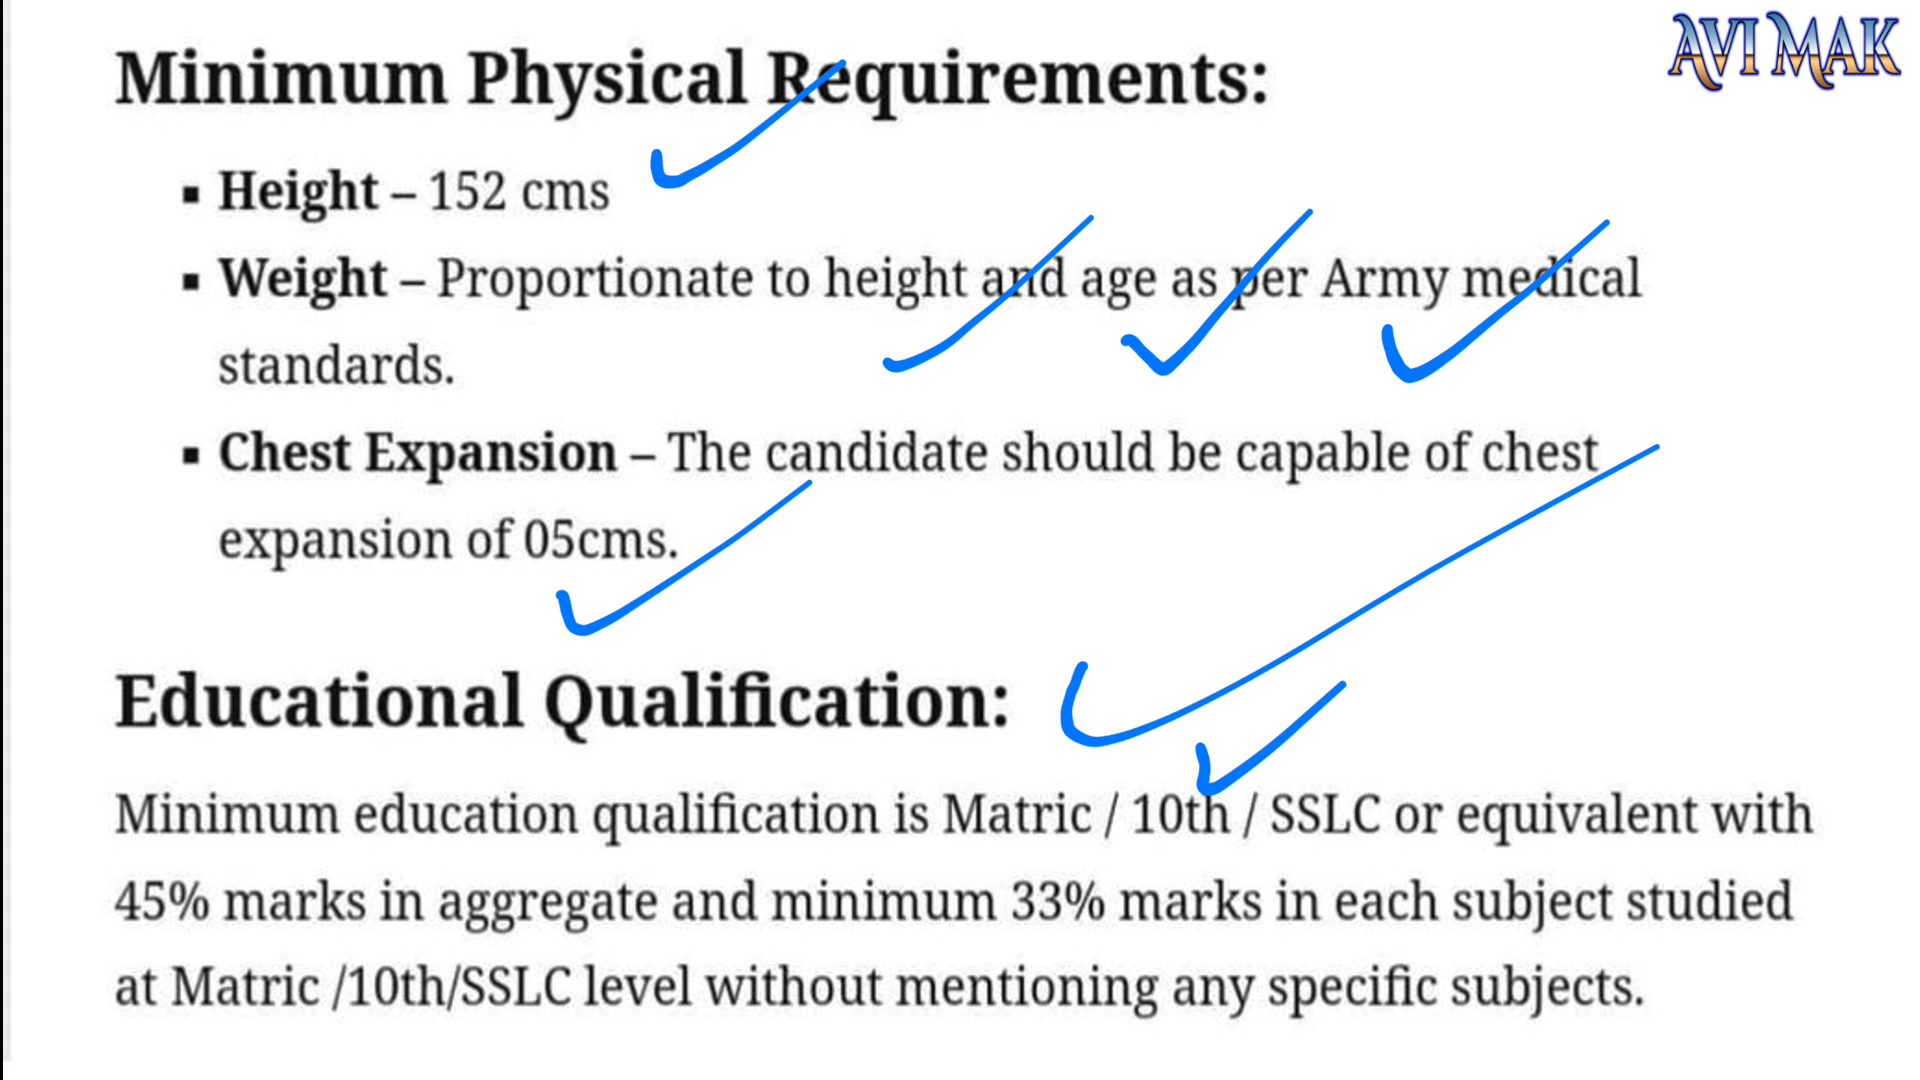 AVI MAK
Minimum Physical Requirements:
▪ Height – 152 cms
▪ Weight – Proportionate to height and age as per Army medical
standards.
▪ Chest Expansion – The candidate should be capable of chest
expansion of 05cms.
Educational Qualification:
Minimum education qualification is Matric / 10th / SSLC or equivalent with
45% marks in aggregate and minimum 33% marks in each subject studied
at Matric /10th/SSLC level without mentioning any specific subjects.